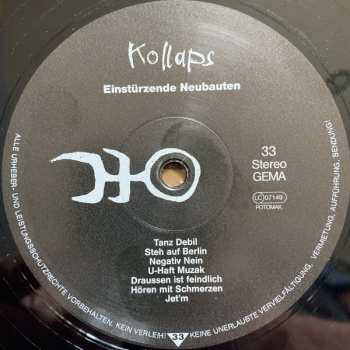 Kollaps
Einstürzende Neubauten
33
Stereo
GEMA
LC 07149
POTOMAK
Tanz Debil
Steh auf Berlin
Negativ Nein
U-Haft Muzak
Draussen ist feindlich
Hören mit Schmerzen
Jet'm
ALLE URHEBER- UND LEISTUNGSSCHUTZRECHTE VORBEHALTEN. KEIN VERLEIH! 33 KEINE UNERLAUBTE VERVIELFÄLTIGUNG, VERMIETUNG, AUFFÜHRUNG, SENDUNG!